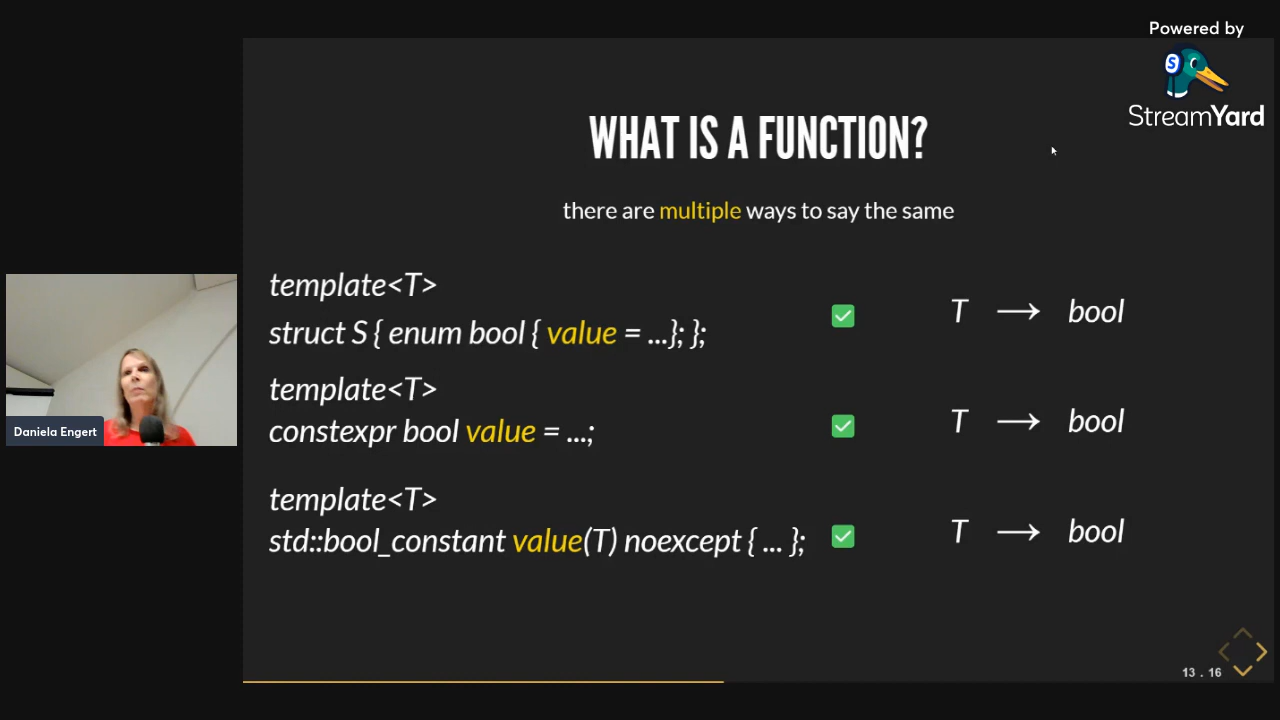 Powered by
StreamYard
WHAT IS A FUNCTION?
there are multiple ways to say the same
template<T>
struct S { enum bool { value = ...}; };
T → bool
template<T>
constexpr bool value = ...;
T → bool
template<T>
std::bool_constant value(T) noexcept { ... };
T → bool
Daniela Engert
13 . 16